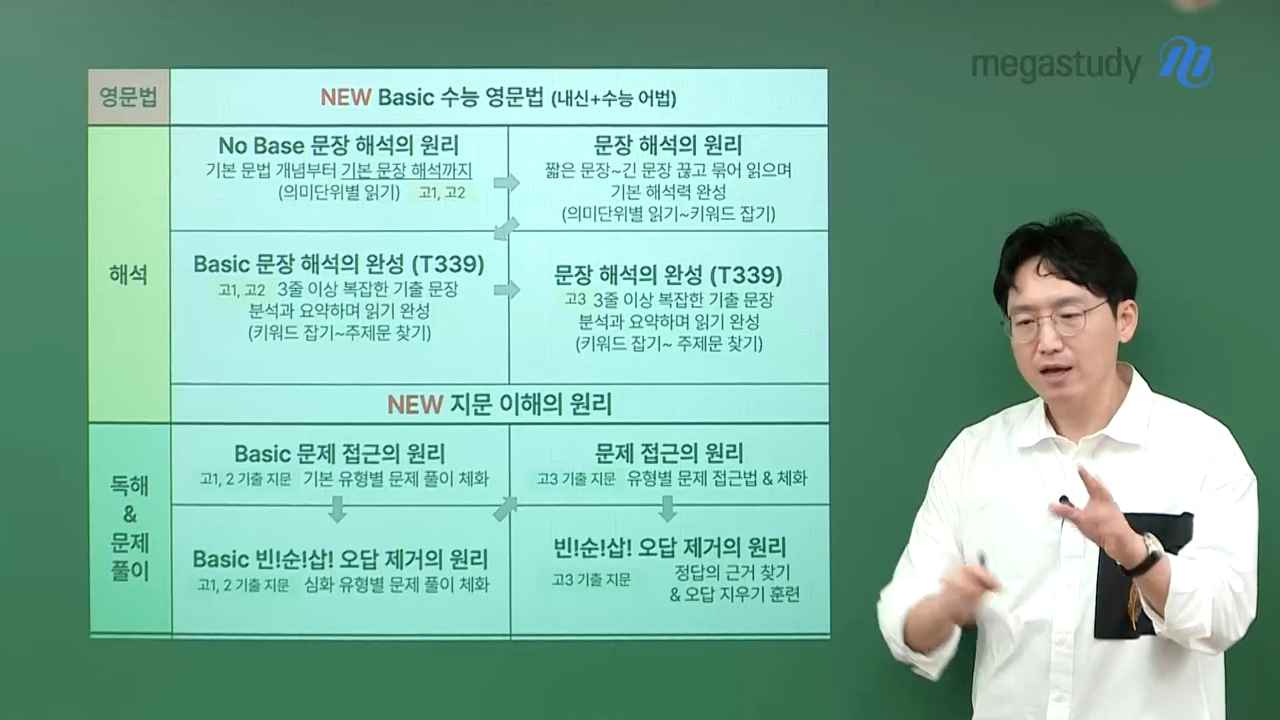 megastudy
영문법
NEW Basic 수능 영문법 (내신+수능 어법)
해석
No Base 문장 해석의 원리
기본 문법 개념부터 기본 문장 해석까지
(의미단위별 읽기) 고1, 고2
문장 해석의 원리
짧은 문장~긴 문장 끊고 묶어 읽으며
기본 해석력 완성
(의미단위별 읽기~키워드 잡기)
Basic 문장 해석의 완성 (T339)
고1, 고2 3줄 이상 복잡한 기출 문장
분석과 요약하며 읽기 완성
(키워드 잡기~주제문 찾기)
문장 해석의 완성 (T339)
고3 3줄 이상 복잡한 기출 문장
분석과 요약하며 읽기 완성
(키워드 잡기~ 주제문 찾기)
NEW 지문 이해의 원리
독해
&
문제
풀이
Basic 문제 접근의 원리
고1, 2 기출 지문 기본 유형별 문제 풀이 체화
문제 접근의 원리
고3 기출 지문 유형별 문제 접근법 & 체화
Basic 빈!순!삽! 오답 제거의 원리
고1, 2 기출 지문 심화 유형별 문제 풀이 체화
빈!순!삽! 오답 제거의 원리
고3 기출 지문 정답의 근거 찾기
& 오답 지우기 훈련